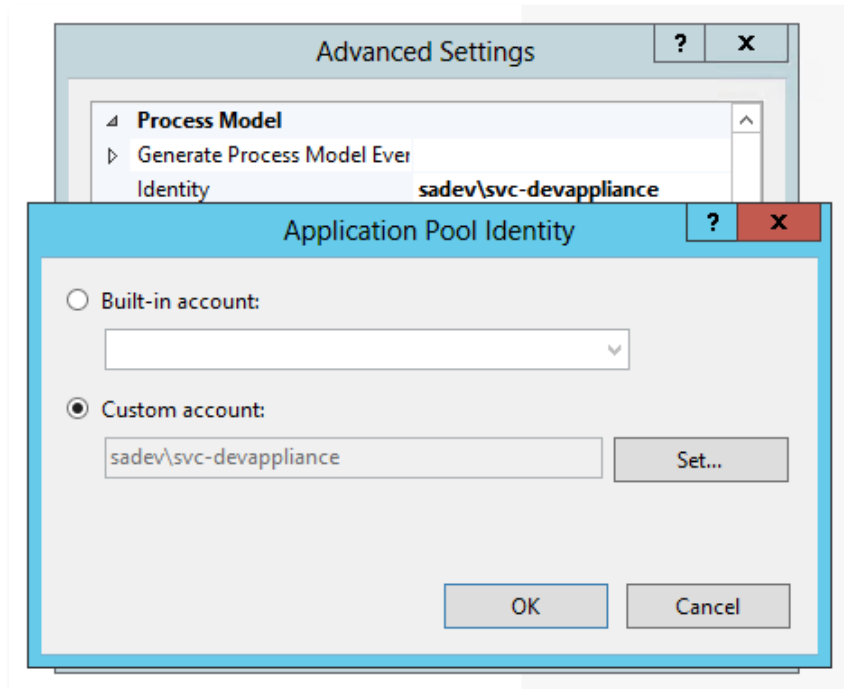 Advanced Settings
? x
Process Model
Generate Process Model Ever
Identity sadev\svc-devappliance
Application Pool Identity
? x
Built-in account:
Custom account:
sadev\svc-devappliance Set...
OK Cancel